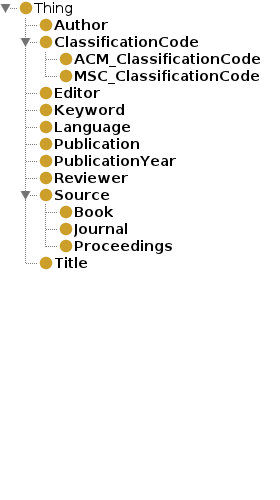 Thing
Author
ClassificationCode
ACM_ClassificationCode
MSC_ClassificationCode
Editor
Keyword
Language
Publication
PublicationYear
Reviewer
Source
Book
Journal
Proceedings
Title